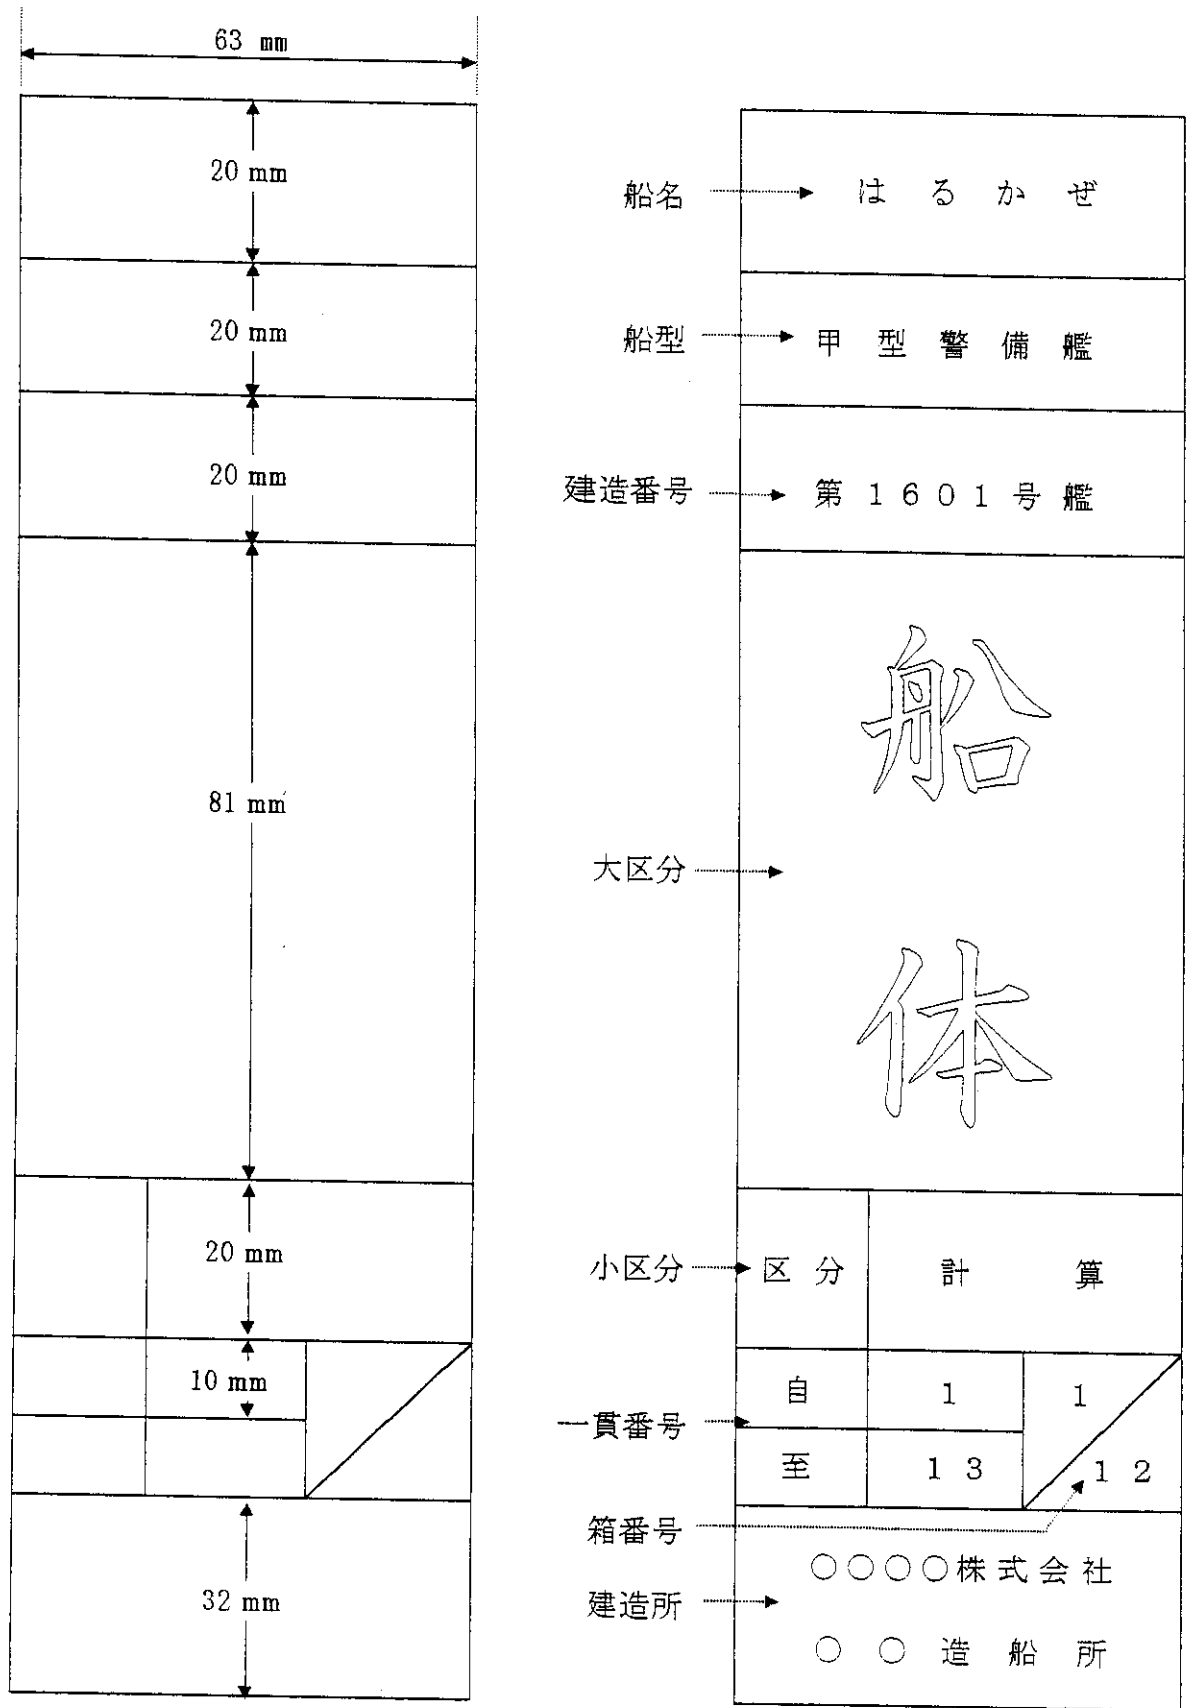 63 mm
20 mm
20 mm
20 mm
81 mm
20 mm
10 mm
32 mm
船名 はるかぜ
船型 甲型警備艦
建造番号 第1601号艦
大区分 船体
小区分 区分 計算
一貫番号 自 1 1
至 13 12
箱番号
建造所 ○○○○株式会社
○○造船所